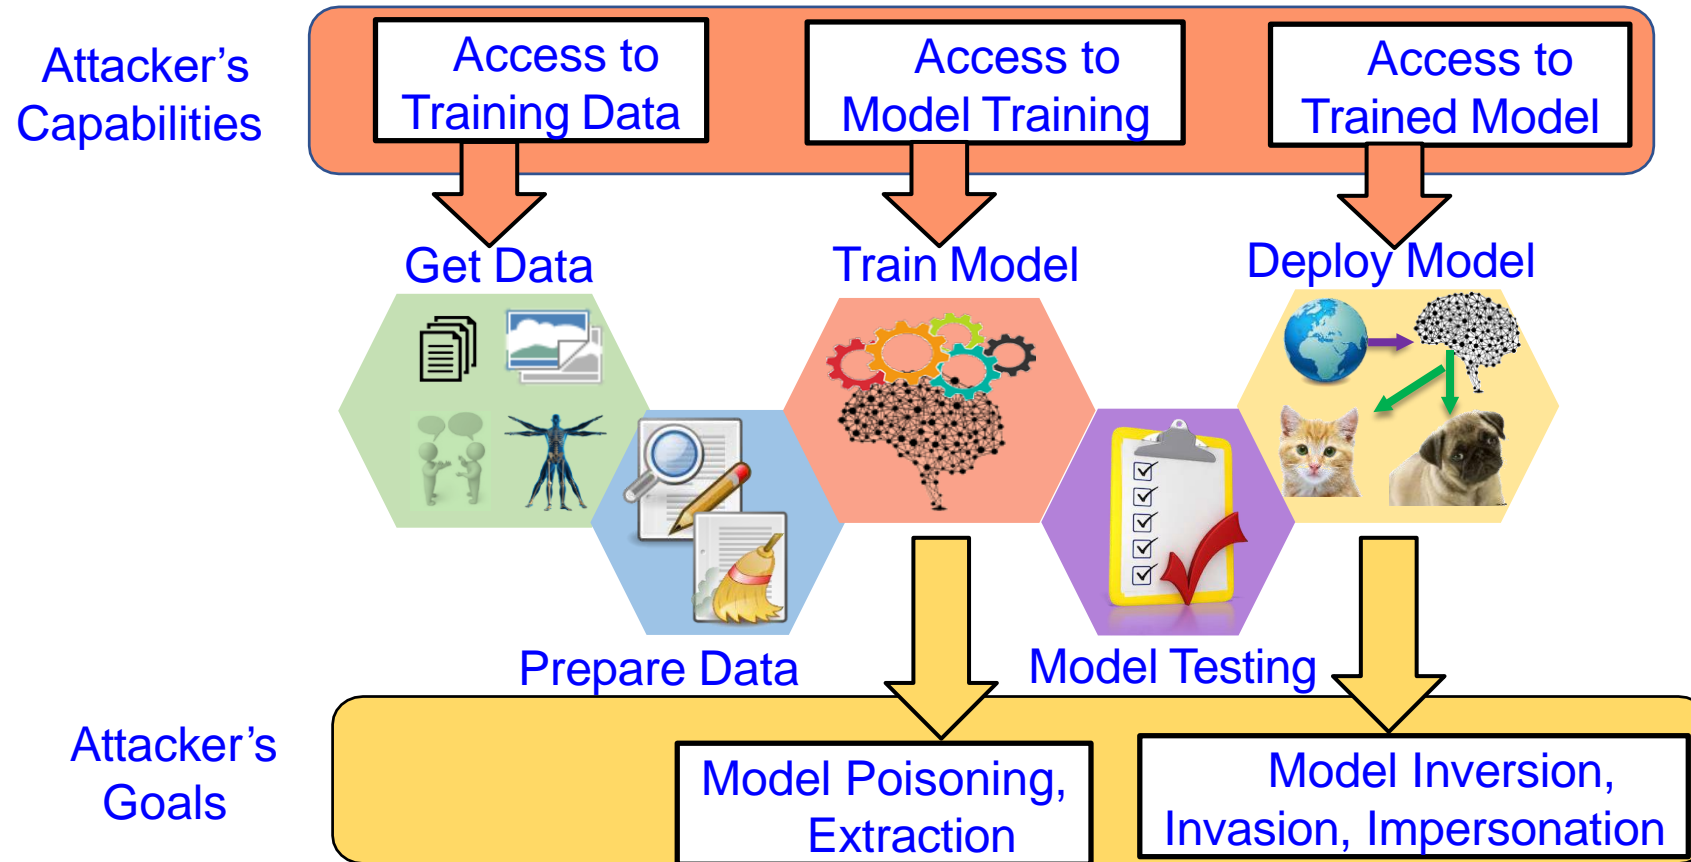 Attacker’s
Capabilities
Access to
Training Data
Access to
Model Training
Access to
Trained Model
Get Data
Train Model
Deploy Model
Prepare Data
Model Testing
Attacker’s
Goals
Model Poisoning,
Extraction
Model Inversion,
Invasion, Impersonation